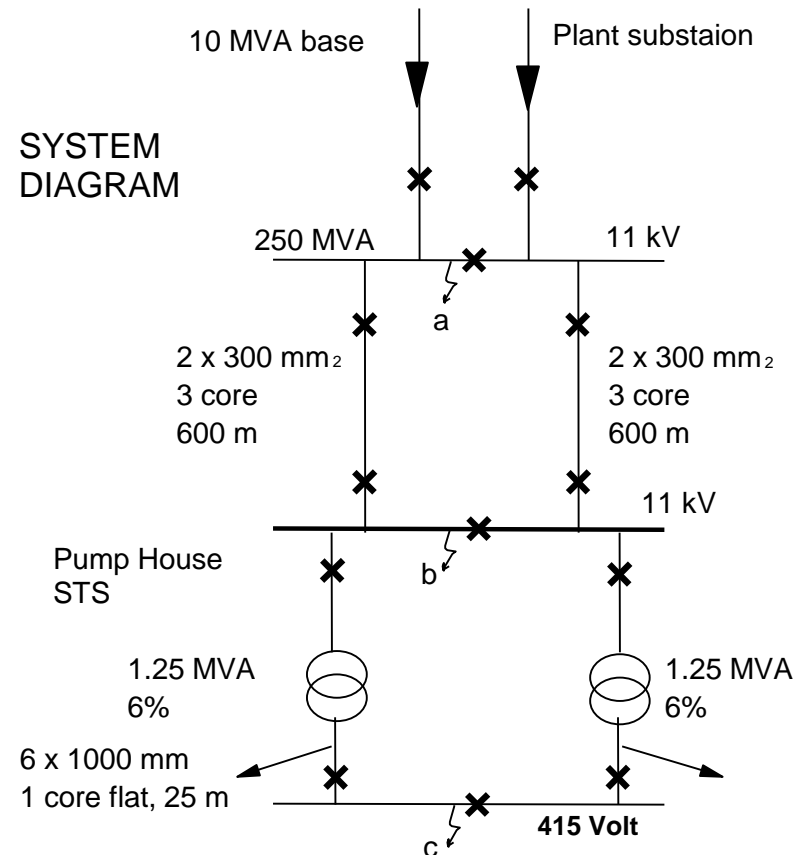 10 MVA base
Plant substaion
SYSTEM
DIAGRAM
250 MVA
11 kV
a
2 x 300 mm₂
3 core
600 m
2 x 300 mm₂
3 core
600 m
11 kV
b
Pump House
STS
1.25 MVA
6%
1.25 MVA
6%
6 x 1000 mm
1 core flat, 25 m
415 Volt
c